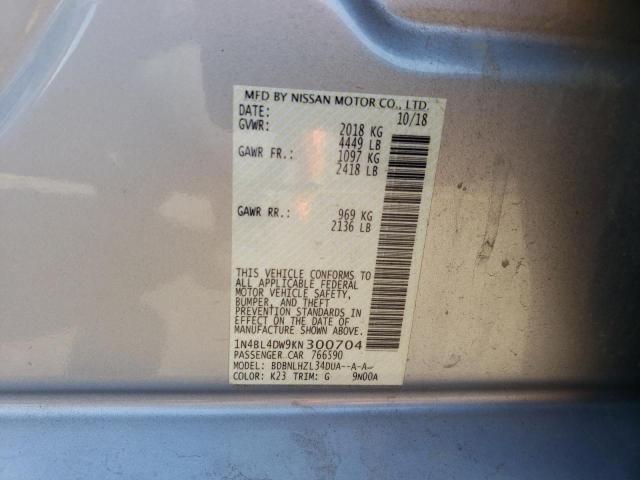 MFD BY NISSAN MOTOR CO., LTD.
DATE: 10/18
GVWR: 2018 KG
4449 LB
GAWR FR.: 1097 KG
2418 LB
GAWR RR.: 969 KG
2136 LB
THIS VEHICLE CONFORMS TO
ALL APPLICABLE FEDERAL
MOTOR VEHICLE SAFETY,
BUMPER, AND THEFT
PREVENTION STANDARDS IN
EFFECT ON THE DATE OF
MANUFACTURE SHOWN ABOVE.
1N4BL4DW9KN300704
PASSENGER CAR 766590
MODEL: BDBNLHZL34DUA--A-A-
COLOR: K23 TRIM: G 9N00A